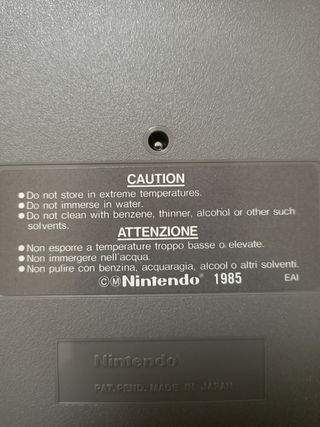 CAUTION
●Do not store in extreme temperatures.
●Do not immerse in water.
●Do not clean with benzene, thinner, alcohol or other such
solvents.
ATTENZIONE
●Non esporre a temperature troppo basse o elevate.
●Non immergere nell'acqua.
●Non pulire con benzina, acquaragia, alcool o altri solventi.
©Ⓜ Nintendo® 1985 EAI
Nintendo®
PAT. PEND. MADE IN JAPAN